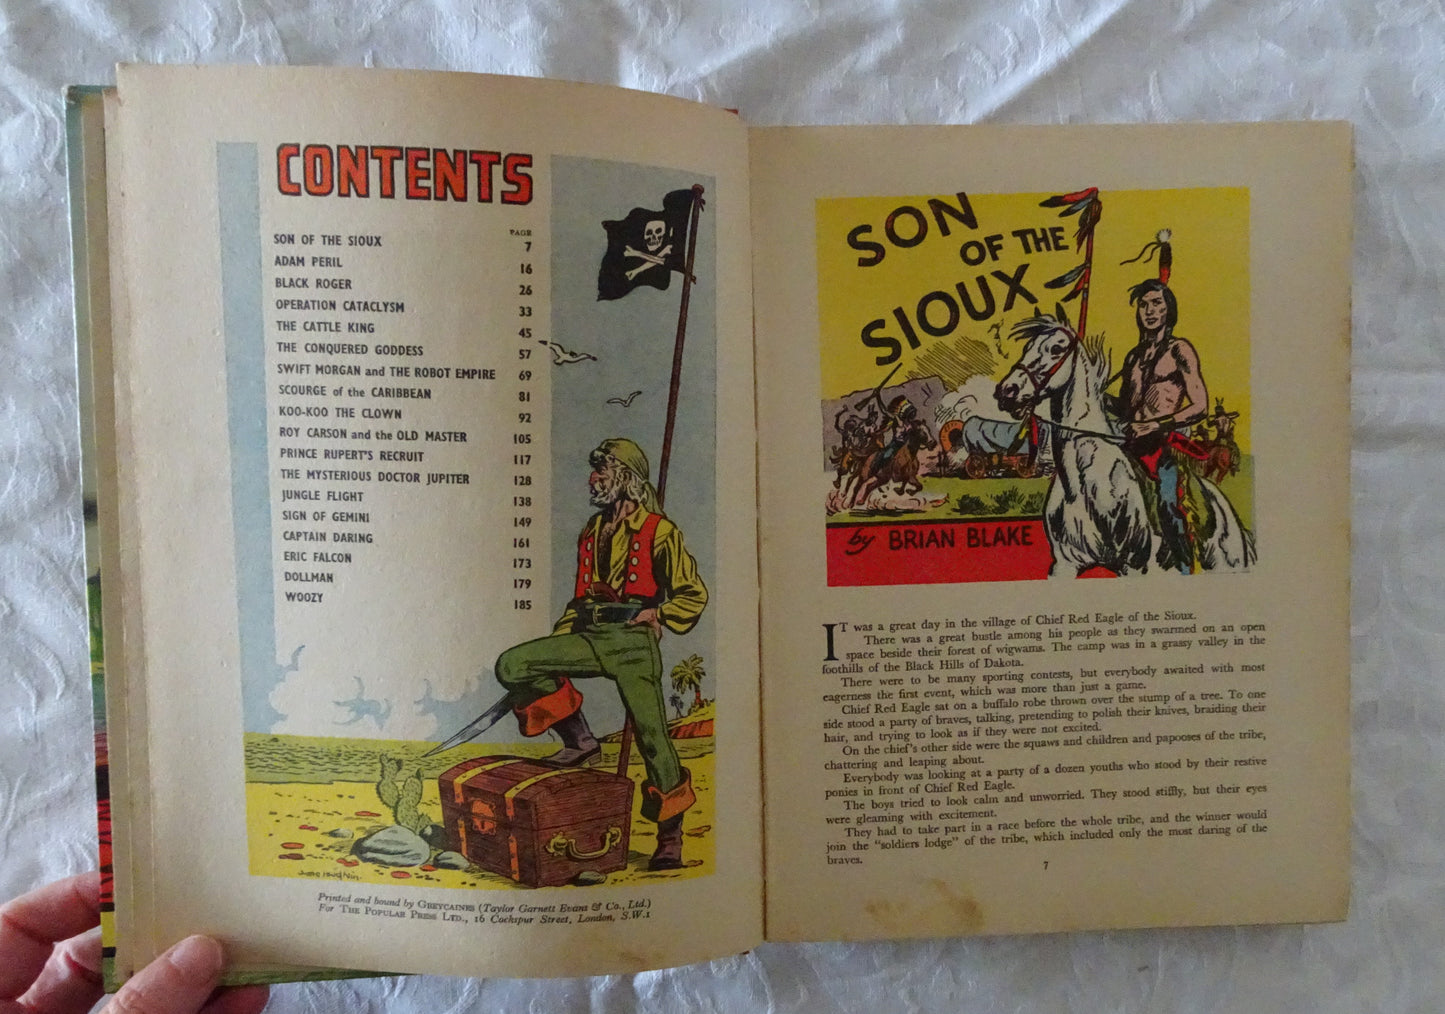 CONTENTS
PAGE
SON OF THE SIOUX 7
ADAM PERIL 16
BLACK ROGER 26
OPERATION CATACLYSM 33
THE CATTLE KING 45
THE CONQUERED GODDESS 57
SWIFT MORGAN and THE ROBOT EMPIRE 69
SCOURGE of the CARIBBEAN 81
KOO-KOO THE CLOWN 92
ROY CARSON and the OLD MASTER 105
PRINCE RUPERT'S RECRUIT 117
THE MYSTERIOUS DOCTOR JUPITER 128
JUNGLE FLIGHT 138
SIGN OF GEMINI 149
CAPTAIN DARING 161
ERIC FALCON 173
DOLLMAN 179
WOOZY 185
Printed and bound by GREYCAINES (Taylor Garnett Evans & Co., Ltd.)
For THE POPULAR PRESS LTD., 16 Cockspur Street, London, S.W.1
SON
OF THE
SIOUX
by BRIAN BLAKE
IT was a great day in the village of Chief Red Eagle of the Sioux.
There was a great bustle among his people as they swarmed on an open
space beside their forest of wigwams. The camp was in a grassy valley in the
foothills of the Black Hills of Dakota.
There were to be many sporting contests, but everybody awaited with most
eagerness the first event, which was more than just a game.
Chief Red Eagle sat on a buffalo robe thrown over the stump of a tree. To one
side stood a party of braves, talking, pretending to polish their knives, braiding their
hair, and trying to look as if they were not excited.
On the chief's other side were the squaws and children and papooses of the tribe,
chattering and leaping about.
Everybody was looking at a party of a dozen youths who stood by their restive
ponies in front of Chief Red Eagle.
The boys tried to look calm and unworried. They stood stiffly, but their eyes
were gleaming with excitement.
They had to take part in a race before the whole tribe, and the winner would
join the "soldiers lodge" of the tribe, which included only the most daring of the
braves.
7